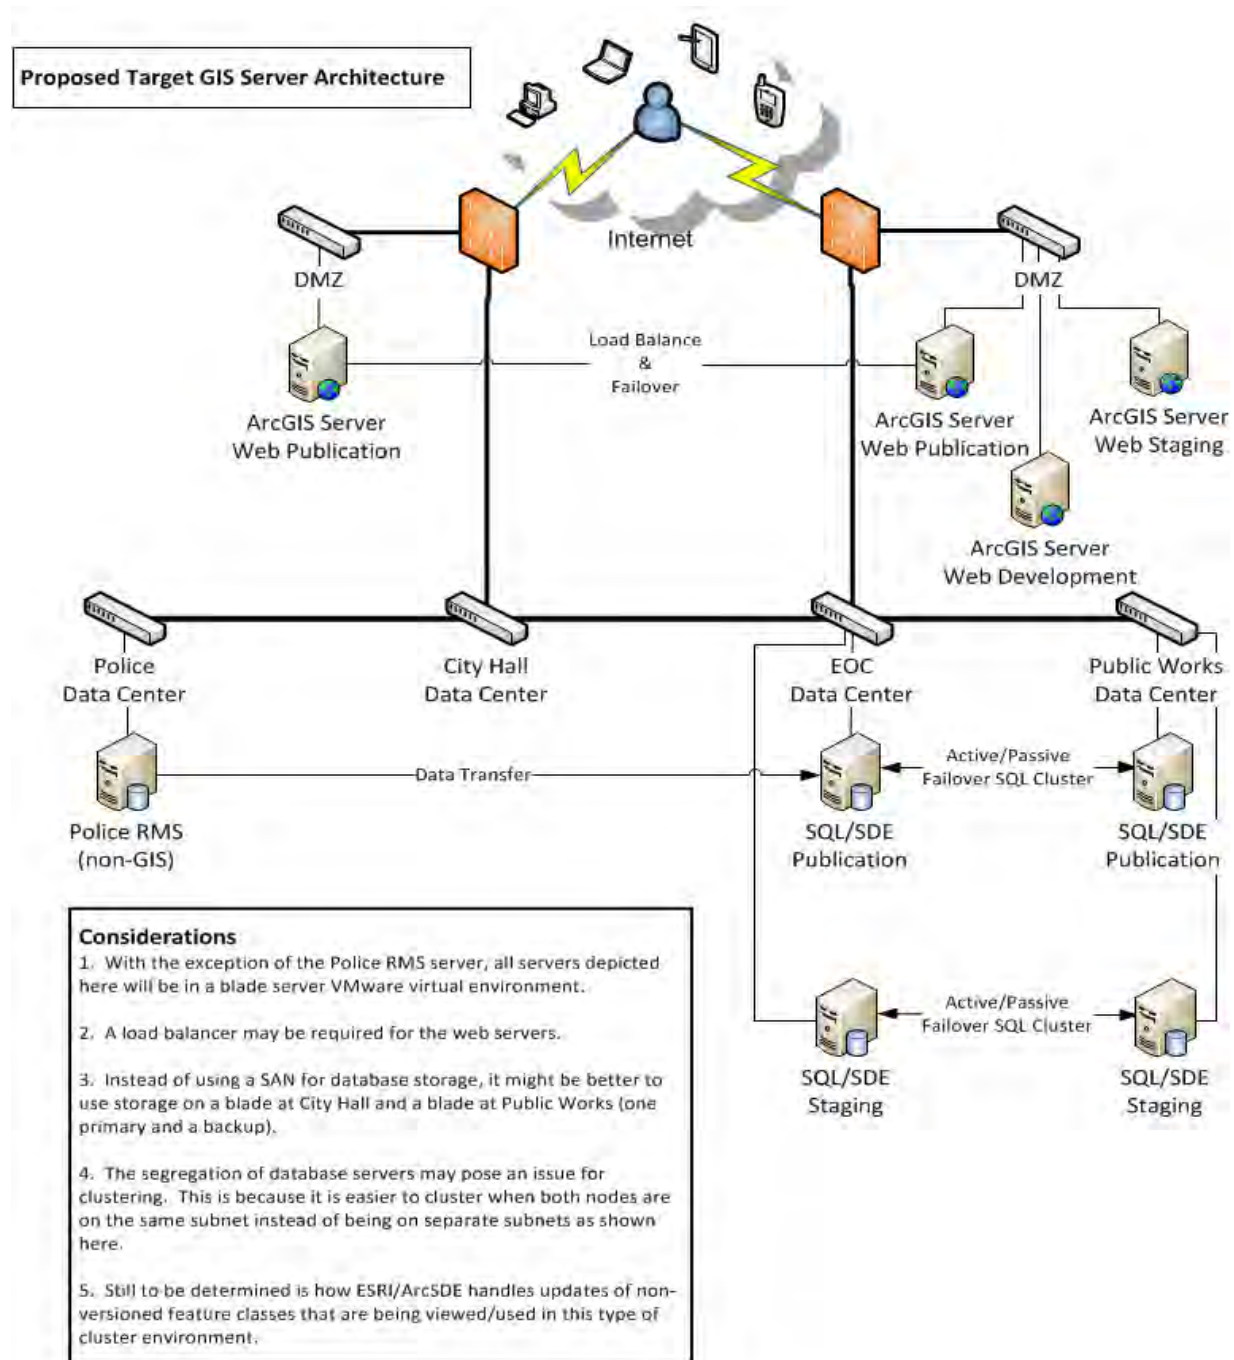 Proposed Target GIS Server Architecture
Internet
DMZ
DMZ
Load Balance
&
Failover
ArcGIS Server
Web Publication
ArcGIS Server
Web Publication
ArcGIS Server
Web Staging
ArcGIS Server
Web Development
Police
Data Center
City Hall
Data Center
EOC
Data Center
Public Works
Data Center
Data Transfer
Active/Passive
Failover SQL Cluster
Police RMS
(non-GIS)
SQL/SDE
Publication
SQL/SDE
Publication
Active/Passive
Failover SQL Cluster
SQL/SDE
Staging
SQL/SDE
Staging
Considerations
1. With the exception of the Police RMS server, all servers depicted
here will be in a blade server VMware virtual environment.
2. A load balancer may be required for the web servers.
3. Instead of using a SAN for database storage, it might be better to
use storage on a blade at City Hall and a blade at Public Works (one
primary and a backup).
4. The segregation of database servers may pose an issue for
clustering. This is because it is easier to cluster when both nodes are
on the same subnet instead of being on separate subnets as shown
here.
5. Still to be determined is how ESRI/ArcSDE handles updates of non-
versioned feature classes that are being viewed/used in this type of
cluster environment.